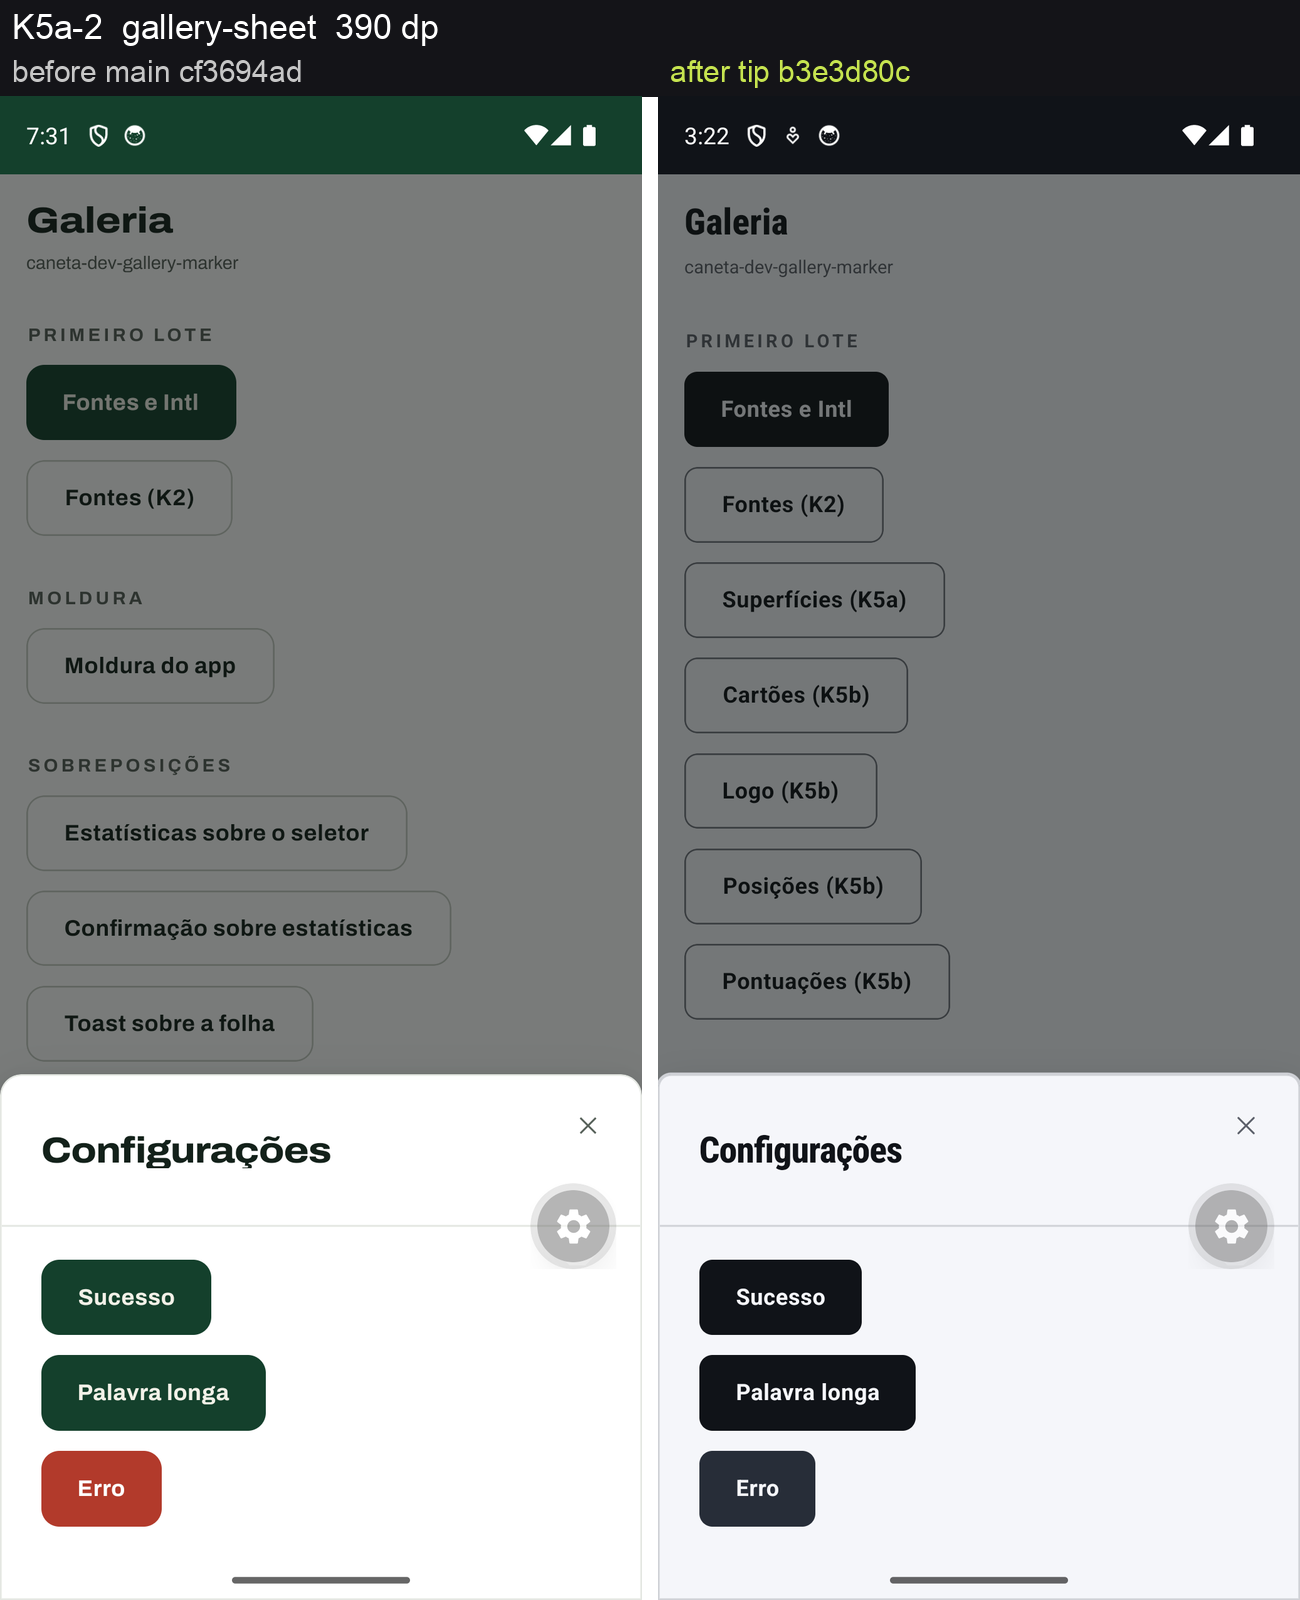 K5a-2 gallery-sheet 390 dp
before main cf3694ad
after tip b3e3d80c
7:31
Galeria
caneta-dev-gallery-marker
PRIMEIRO LOTE
Fontes e Intl
Fontes (K2)
MOLDURA
Moldura do app
SOBREPOSIÇÕES
Estatísticas sobre o seletor
Confirmação sobre estatísticas
Toast sobre a folha
Configurações
Sucesso
Palavra longa
Erro
3:22
Galeria
caneta-dev-gallery-marker
PRIMEIRO LOTE
Fontes e Intl
Fontes (K2)
Superfícies (K5a)
Cartões (K5b)
Logo (K5b)
Posições (K5b)
Pontuações (K5b)
Configurações
Sucesso
Palavra longa
Erro